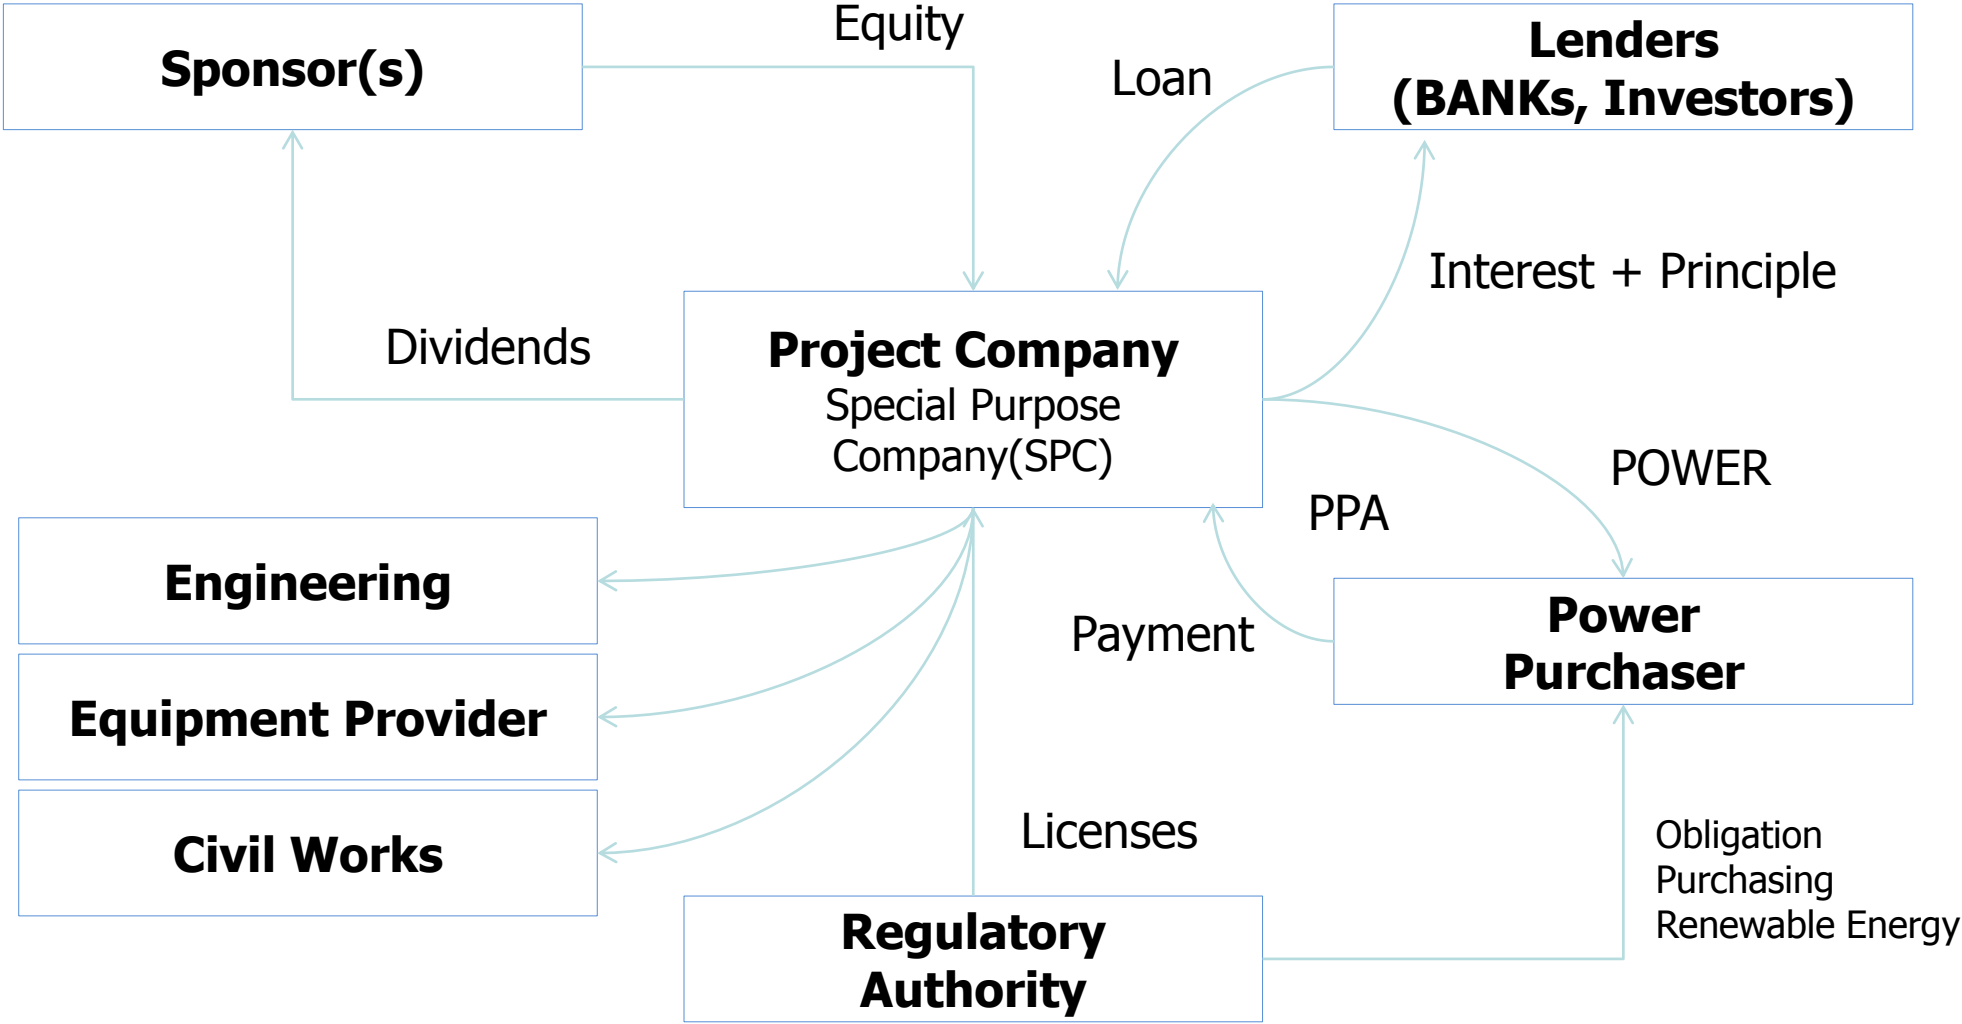 Sponsor(s)
Equity
Loan
Lenders
(BANKs, Investors)
Interest + Principle
Dividends
Project Company
Special Purpose
Company(SPC)
POWER
PPA
Payment
Power
Purchaser
Engineering
Equipment Provider
Civil Works
Licenses
Obligation
Purchasing
Renewable Energy
Regulatory
Authority